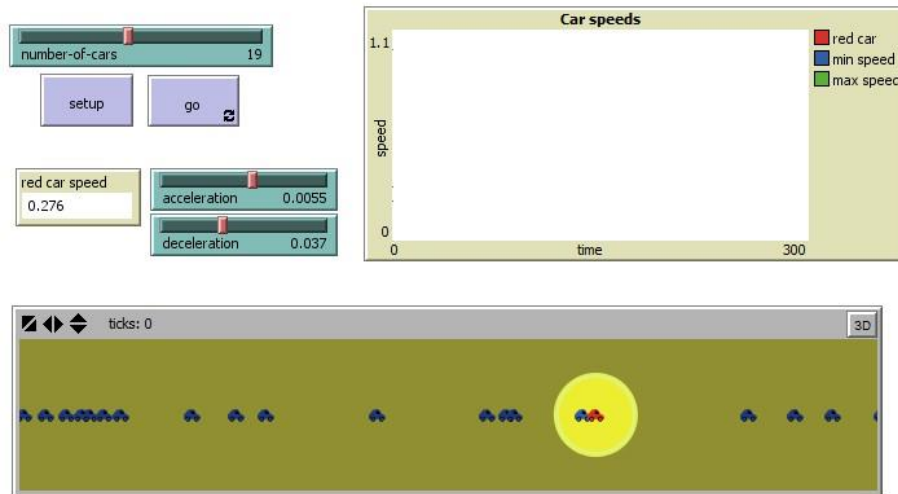 number-of-cars 19
setup
go
red car speed
0.276
acceleration 0.0055
deceleration 0.037
Car speeds
1.1
speed
0
0 time 300
red car
min speed
max speed
ticks: 0
3D